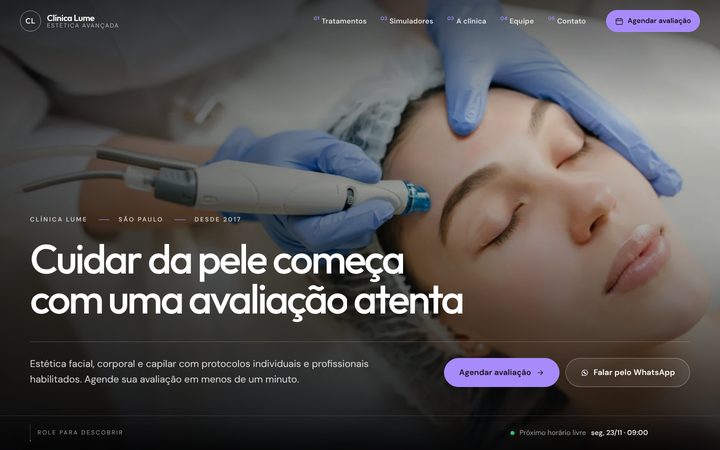 CL
Clínica Lume
ESTÉTICA AVANÇADA
01 Tratamentos
02 Simuladores
03 A clínica
04 Equipe
05 Contato
Agendar avaliação
CLÍNICA LUME — SÃO PAULO — DESDE 2017
Cuidar da pele começa
com uma avaliação atenta
Estética facial, corporal e capilar com protocolos individuais e profissionais
habilitados. Agende sua avaliação em menos de um minuto.
Agendar avaliação →
Falar pelo WhatsApp
ROLE PARA DESCOBRIR
Próximo horário livre seg, 23/11 · 09:00